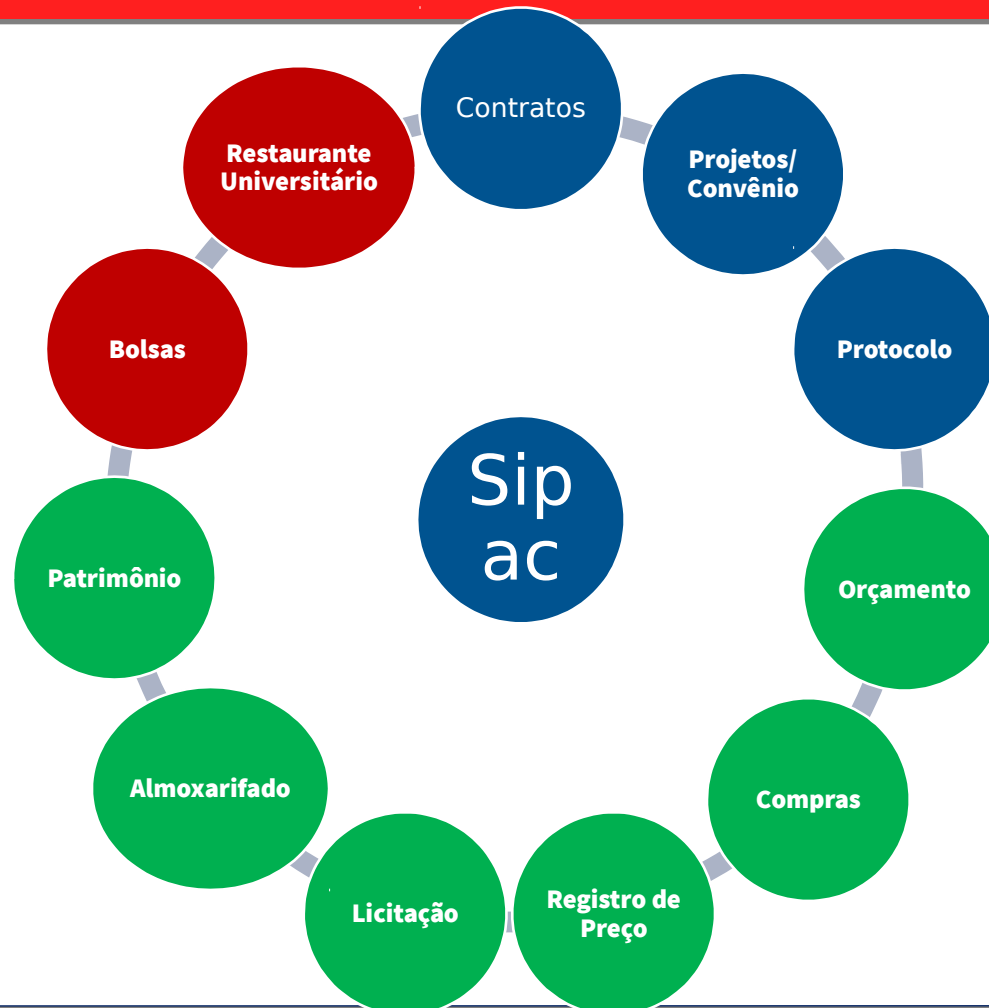 Contratos
Projetos/
Convênio
Protocolo
Orçamento
Compras
Registro de
Preço
Licitação
Almoxarifado
Patrimônio
Bolsas
Restaurante
Universitário
Sip
ac